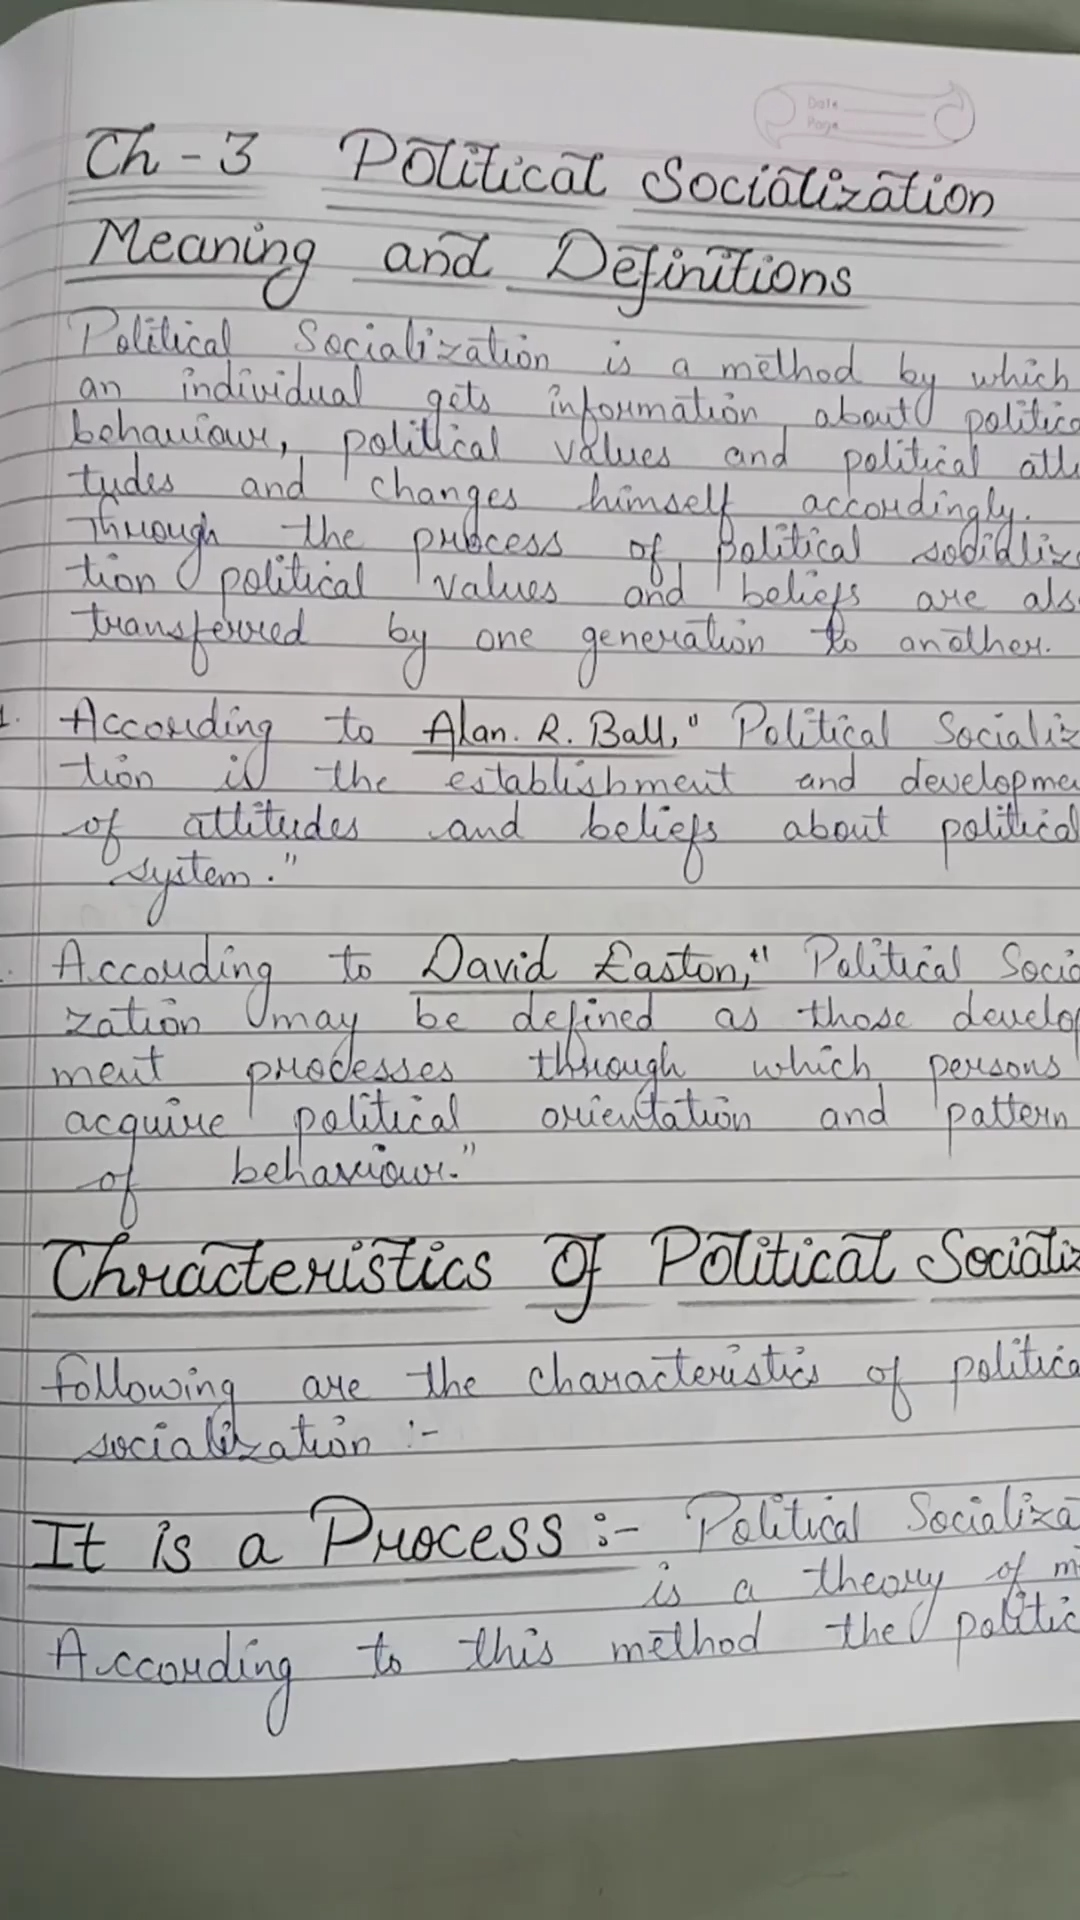 Date
Page
Ch - 3 Political Socialization
Meaning and Definitions
Political Socialization is a method by which
an individual gets information about politica
behaviour, political values and political atti
tudes and changes himself accordingly.
Through the process of political socializa
tion political values and beliefs are als
transferred by one generation to another.
1. According to Alan. R. Ball," Political Socializ
tion is the establishment and developme
of attitudes and beliefs about political
system."
According to David Easton," Political Socia
zation may be defined as those develop
ment processes through which persons
acquire political orientation and pattern
of behaviour."
Chracteristics Of Political Socializ
following are the characteristics of politica
socialization :-
It is a Process :- Political Socializa
is a theory of m
According to this method the politic